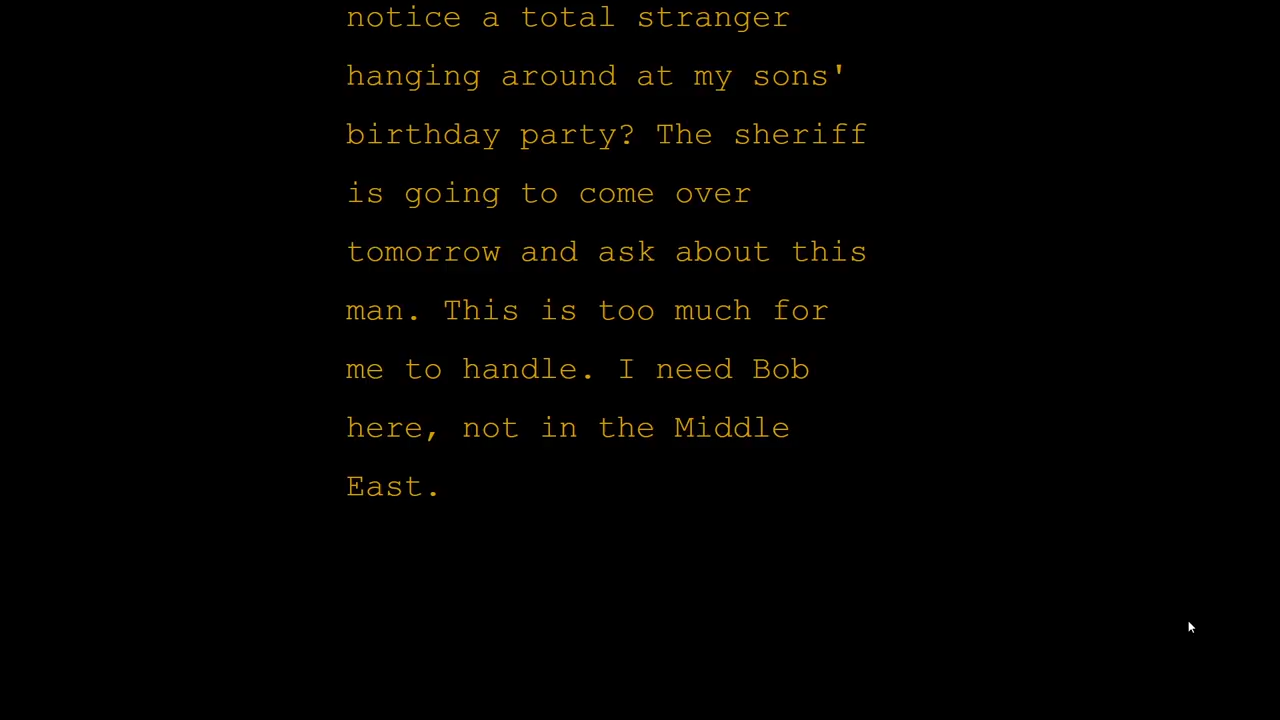 notice a total stranger
hanging around at my sons'
birthday party? The sheriff
is going to come over
tomorrow and ask about this
man. This is too much for
me to handle. I need Bob
here, not in the Middle
East.